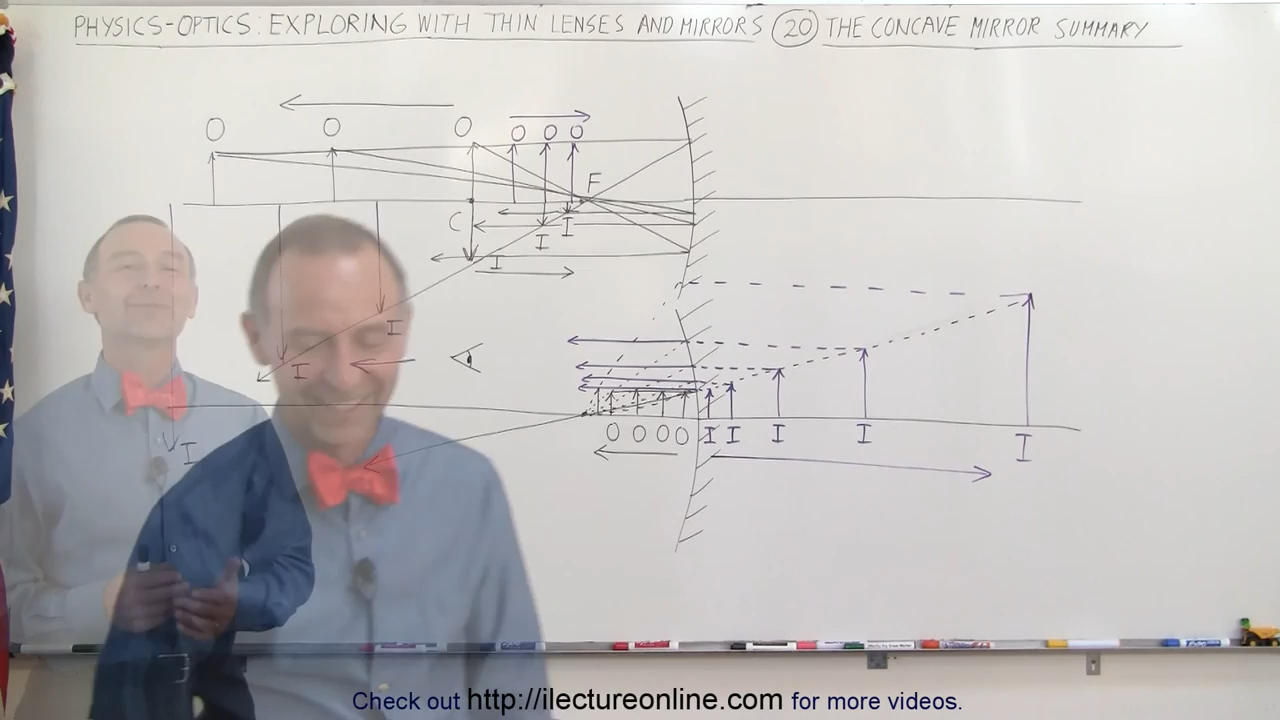 PHYSICS-OPTICS: EXPLORING WITH THIN LENSES AND MIRRORS 20 THE CONCAVE MIRROR SUMMARY
O O O O O O
F
C
I I
I
I
I
O O O O I I I I I
I
Check out http://ilectureonline.com for more videos.